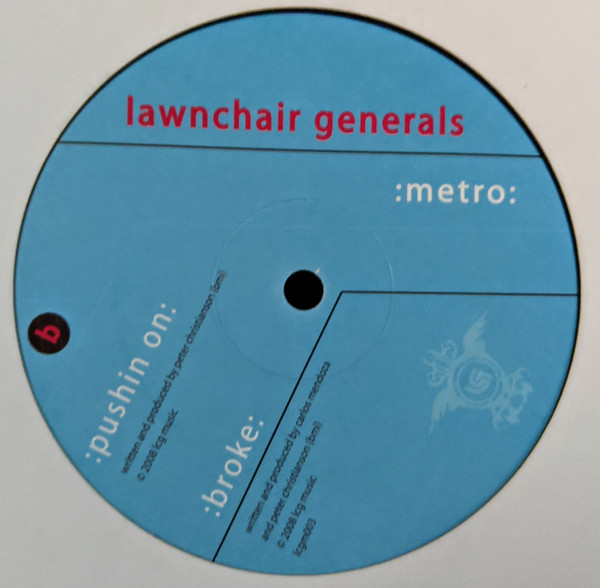 lawnchair generals
:metro:
b
:pushin on:
written and produced by peter christianson (bmi)
© 2008 lcg music
:broke:
written and produced by carlos mendoza
and peter christianson (bmi)
© 2008 lcg music
lcgm003